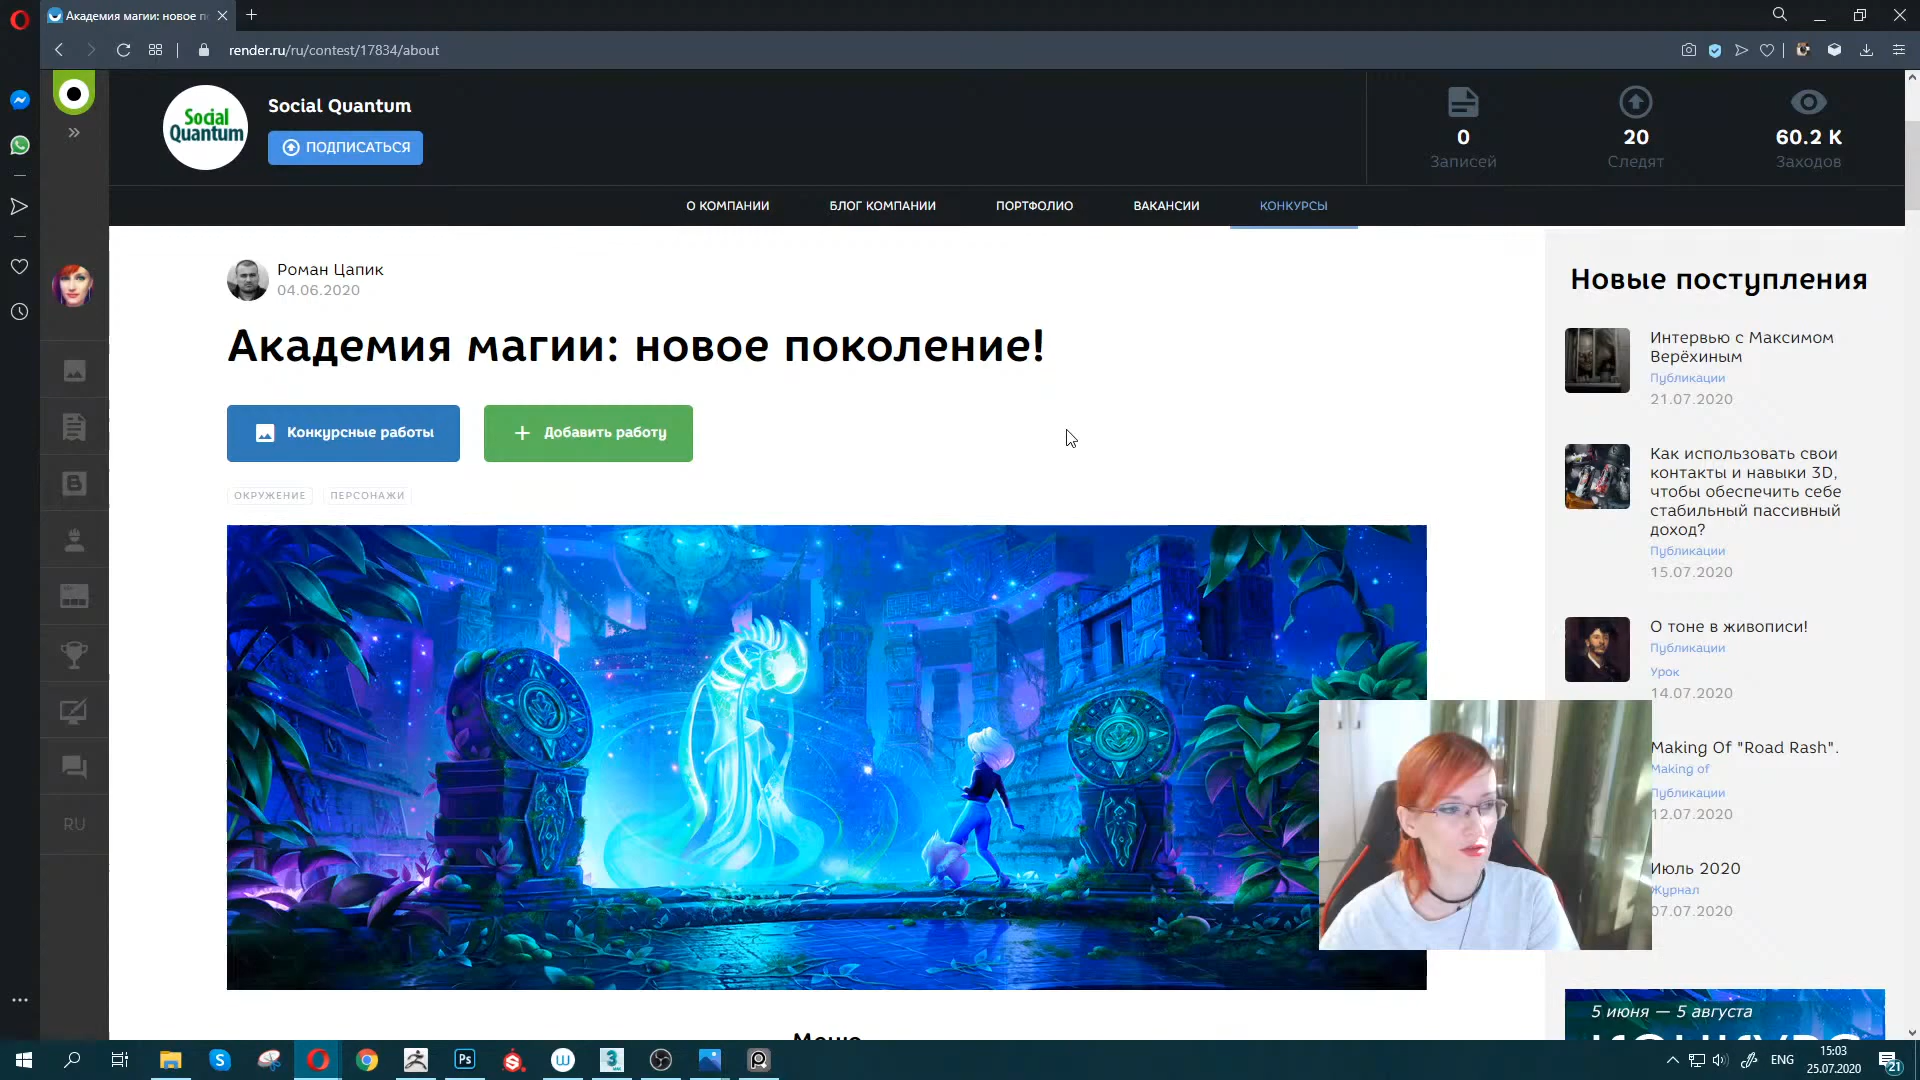 Академия магии: новое п
render.ru/ru/contest/17834/about
Social Quantum
Social Quantum
ПОДПИСАТЬСЯ
0
Записей
20
Следят
60.2 K
Заходов
О КОМПАНИИ
БЛОГ КОМПАНИИ
ПОРТФОЛИО
ВАКАНСИИ
КОНКУРСЫ
Роман Цапик
04.06.2020
Академия магии: новое поколение!
Конкурсные работы
Добавить работу
ОКРУЖЕНИЕ
ПЕРСОНАЖИ
RU
Новые поступления
Интервью с Максимом
Верёхиным
Публикации
21.07.2020
Как использовать свои
контакты и навыки 3D,
чтобы обеспечить себе
стабильный пассивный
доход?
Публикации
15.07.2020
О тоне в живописи!
Публикации
Урок
14.07.2020
Making Of "Road Rash".
Making of
Публикации
12.07.2020
Июль 2020
Журнал
07.07.2020
5 июня — 5 августа
Ps
ENG
15:03
25.07.2020
21